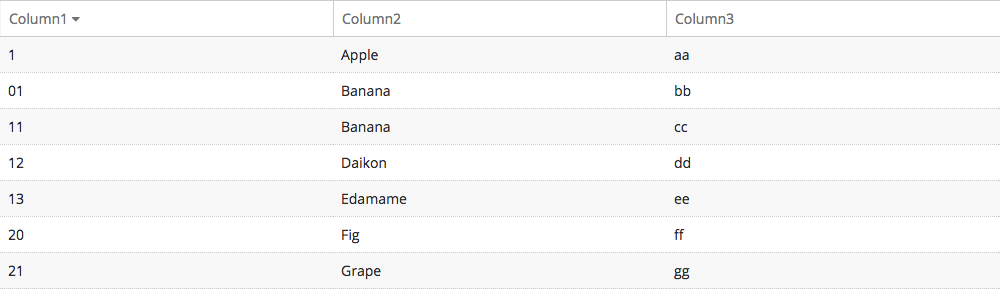 Column1 Column2 Column3
1 Apple aa
01 Banana bb
11 Banana cc
12 Daikon dd
13 Edamame ee
20 Fig ff
21 Grape gg